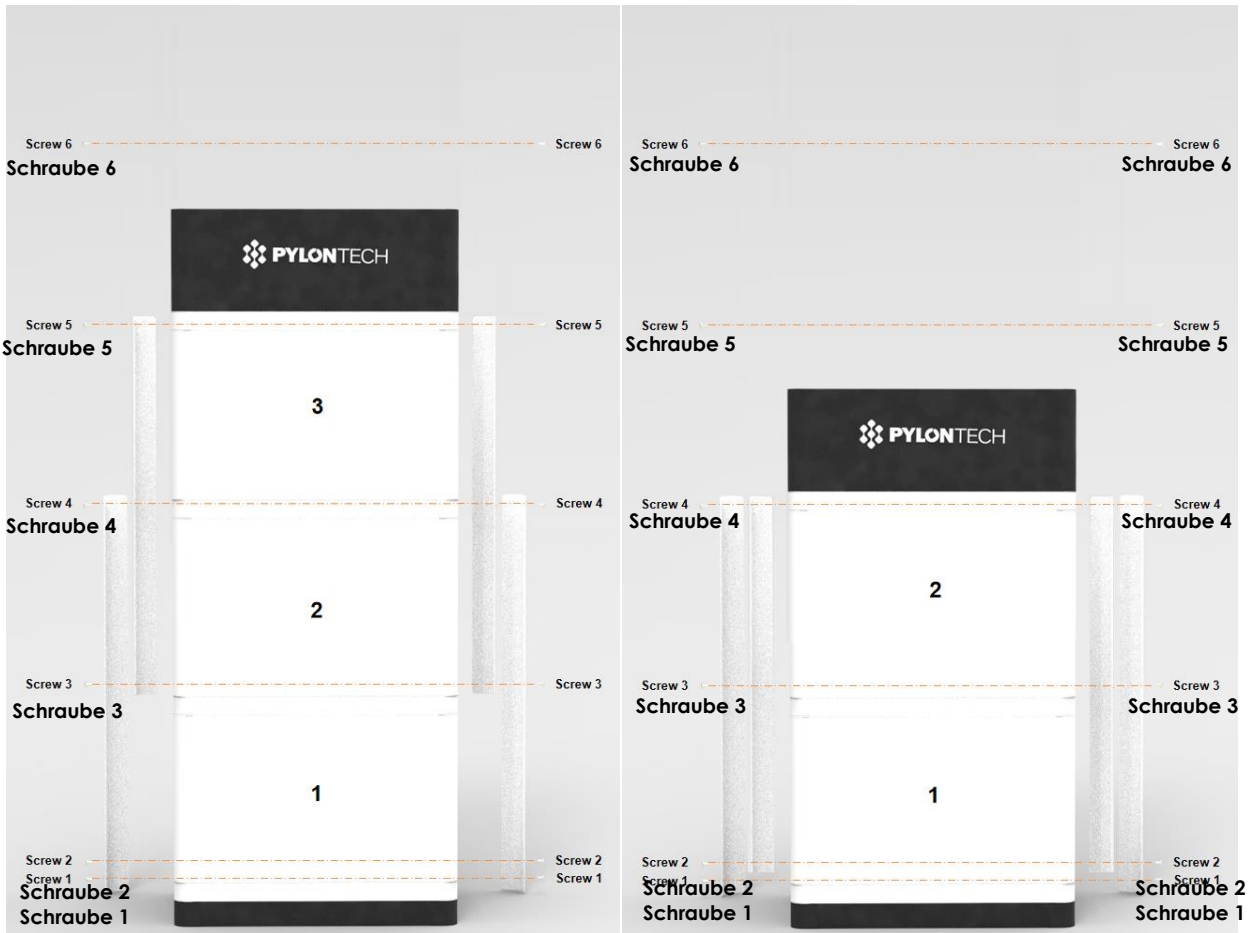 Screw 6
Screw 6
Schraube 6
PYLONTECH
Screw 5
Screw 5
Schraube 5
3
Screw 4
Screw 4
Schraube 4
2
Screw 3
Screw 3
Schraube 3
1
Screw 2
Screw 2
Screw 1
Screw 1
Schraube 2
Schraube 1
Screw 6
Screw 6
Schraube 6
Schraube 6
Screw 5
Screw 5
Schraube 5
Schraube 5
PYLONTECH
Screw 4
Screw 4
Schraube 4
Schraube 4
2
Screw 3
Screw 3
Schraube 3
Schraube 3
1
Screw 2
Screw 2
Screw 1
Screw 1
Schraube 2
Schraube 2
Schraube 1
Schraube 1